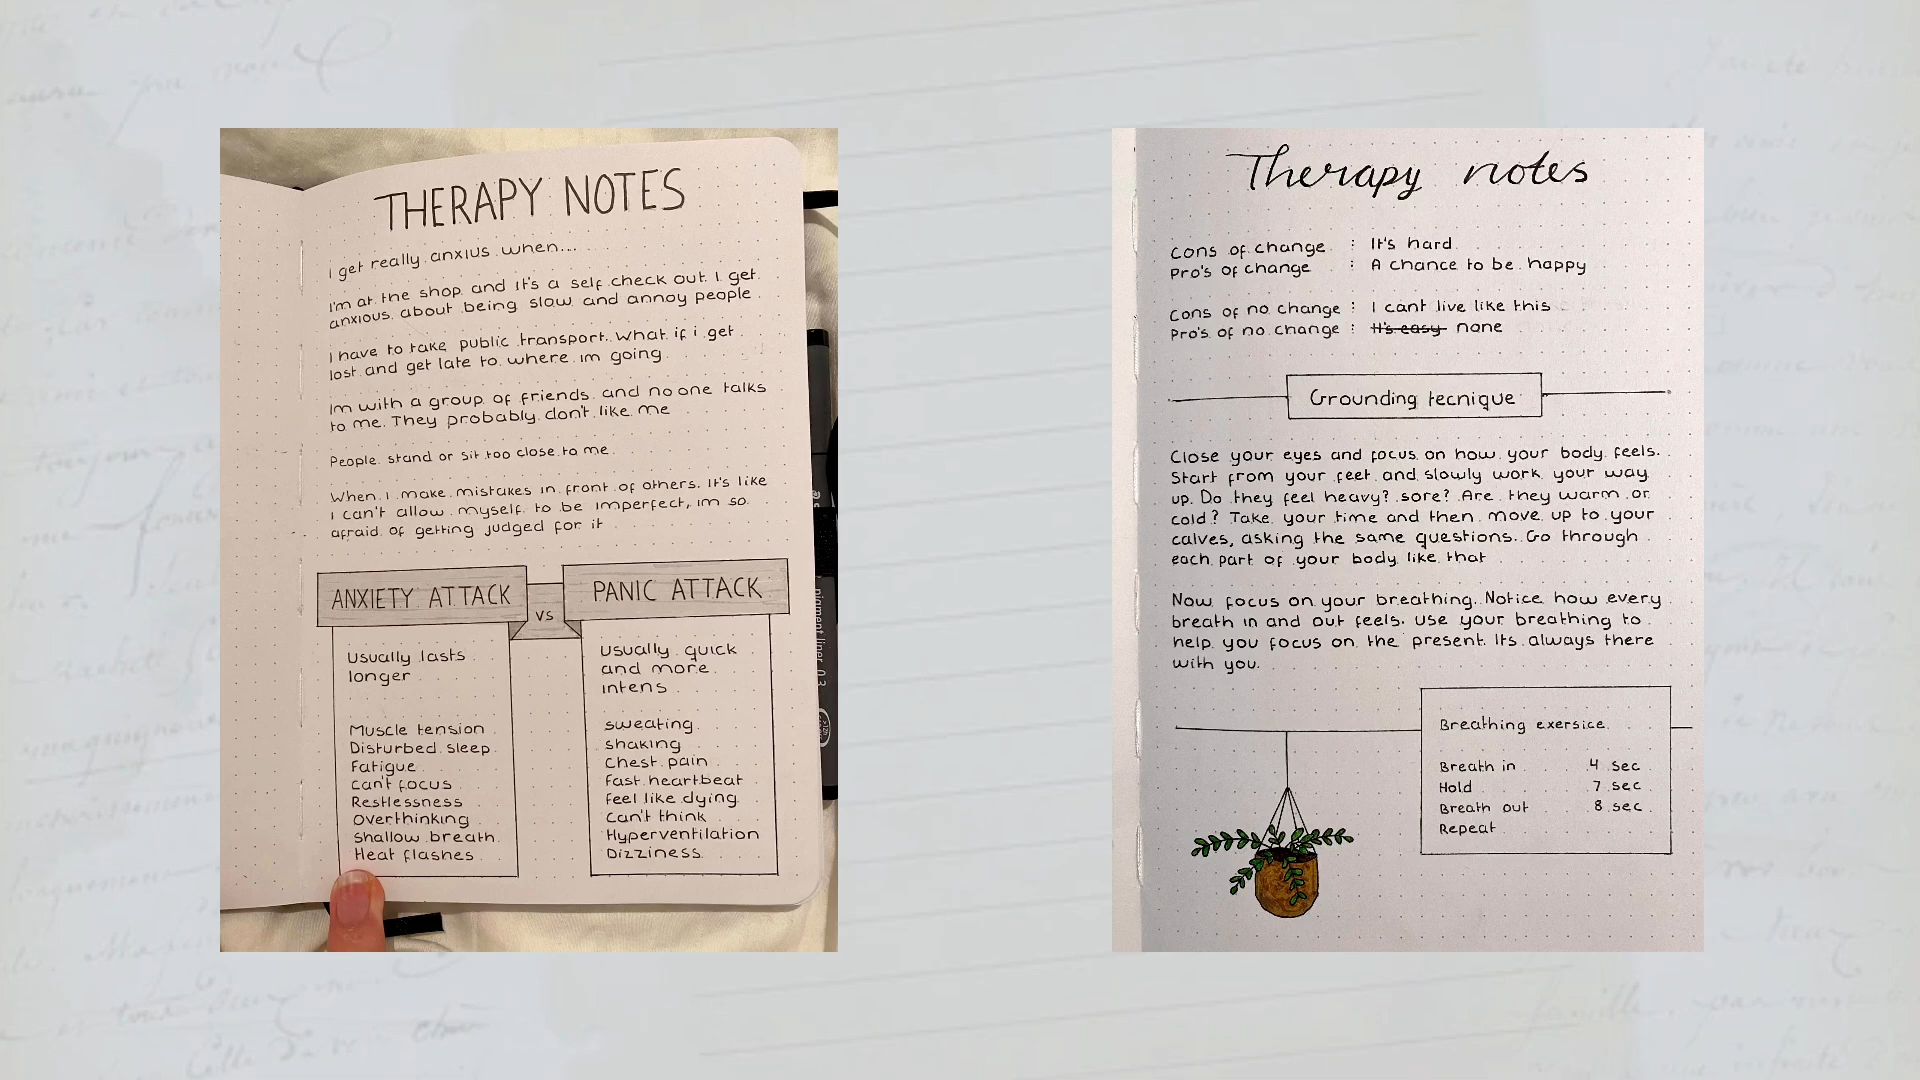 THERAPY NOTES
I get really anxius when...
I'm at the shop and it's a self check out. I get
anxious about being slow and annoy people
I have to take public transport. What if i get
lost and get late to where im going
Im with a group of friends and no one talks
to me. They probably don't like me
People stand or sit too close to me
When I make mistakes in front of others. It's like
I can't allow myself to be imperfect, im so
afraid of getting judged for it
ANXIETY ATTACK
vs
PANIC ATTACK
Usually lasts
longer
Muscle tension
Disturbed sleep
Fatigue
Can't focus
Restlessness
Overthinking
Shallow breath
Heat flashes
Usually quick
and more
intens
sweating
shaking
Chest pain
Fast heartbeat
Feel like dying
Can't think
Hyperventilation
Dizziness
pigment liner 0.3
Therapy notes
Cons of change : It's hard
Pro's of change : A chance to be happy
Cons of no change : I cant live like this
Pro's of no change : It's easy none
Grounding tecnique
Close your eyes and focus on how your body feels.
Start from your feet and slowly work your way
up. Do they feel heavy? sore? Are they warm or
cold? Take your time and then move up to your
calves, asking the same questions. Go through
each part of your body like that
Now focus on your breathing. Notice how every
breath in and out feels. Use your breathing to
help you focus on the present. Its always there
with you.
Breathing exersice
Breath in 4 sec
Hold 7 sec
Breath out 8 sec
Repeat